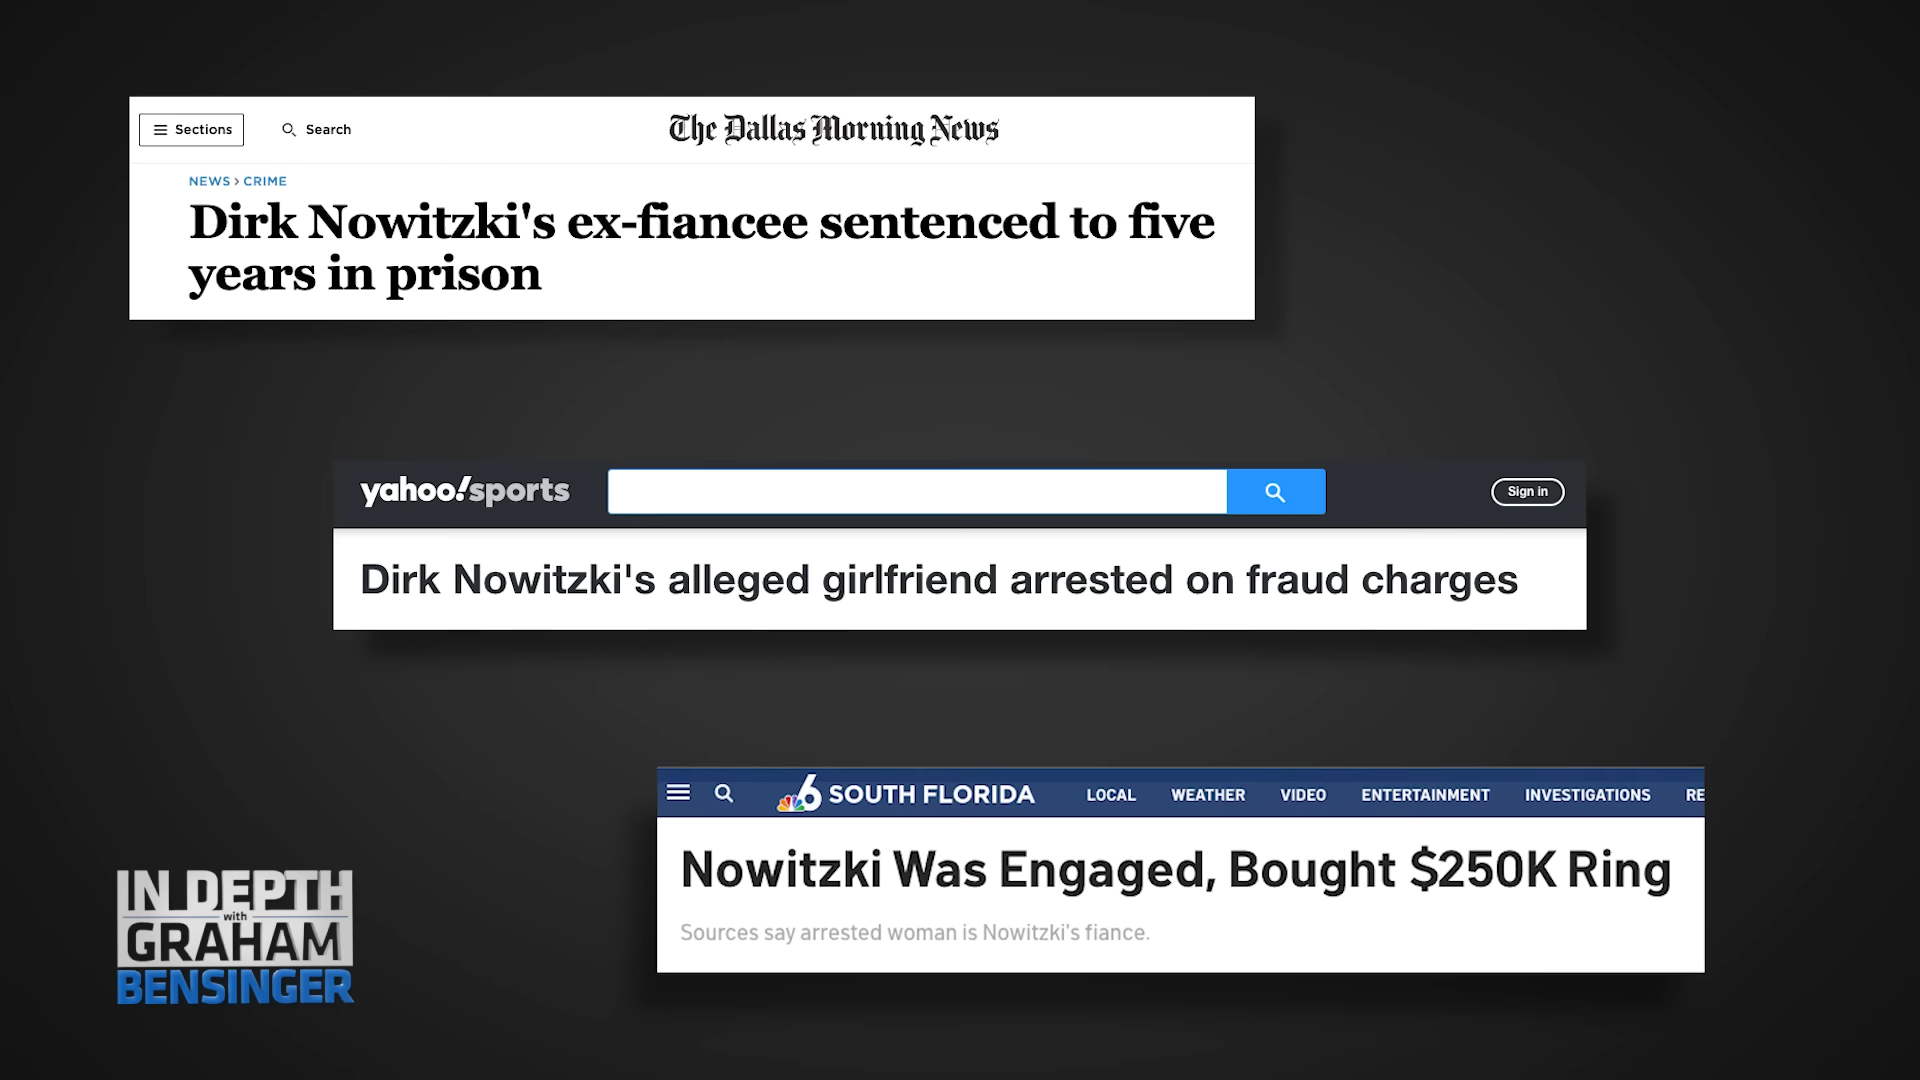 Sections
Search
The Dallas Morning News
NEWS > CRIME
Dirk Nowitzki's ex-fiancee sentenced to five
years in prison
yahoo!sports
Sign in
Dirk Nowitzki's alleged girlfriend arrested on fraud charges
6 SOUTH FLORIDA LOCAL WEATHER VIDEO ENTERTAINMENT INVESTIGATIONS RE
Nowitzki Was Engaged, Bought $250K Ring
Sources say arrested woman is Nowitzki's fiance.
IN DEPTH
with
GRAHAM
BENSINGER